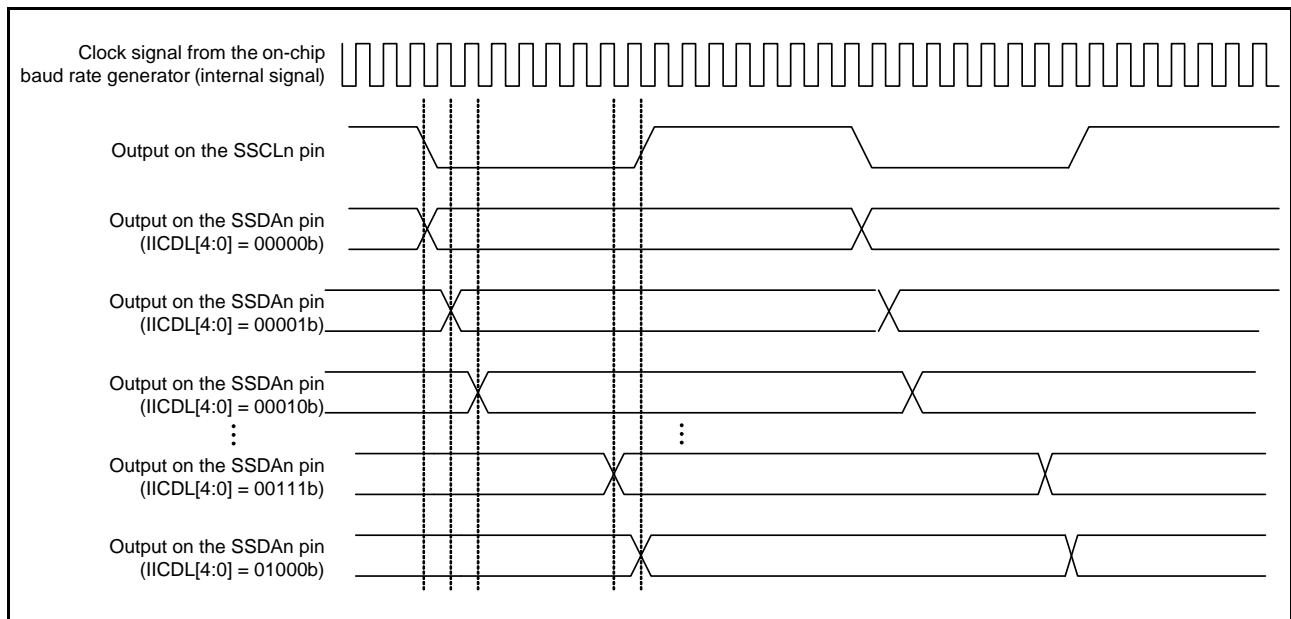 Clock signal from the on-chip
baud rate generator (internal signal)
Output on the SSCLn pin
Output on the SSDAn pin
(IICDL[4:0] = 00000b)
Output on the SSDAn pin
(IICDL[4:0] = 00001b)
Output on the SSDAn pin
(IICDL[4:0] = 00010b)
Output on the SSDAn pin
(IICDL[4:0] = 00111b)
Output on the SSDAn pin
(IICDL[4:0] = 01000b)